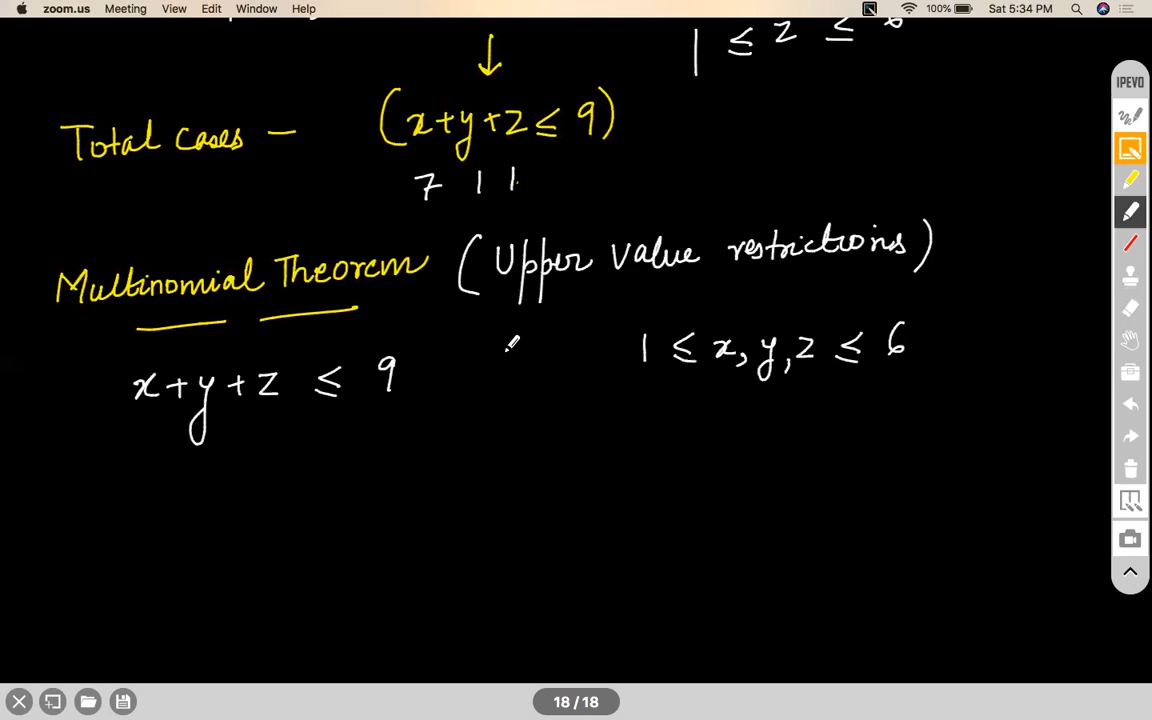 zoom.us Meeting View Edit Window Help 100% Sat 5:34 PM
1 ≤ z ≤ 6
Total cases - (x+y+z ≤ 9)
7 1 1
IPEVO
Multinomial Theorem (Upper value restrictions)
x+y+z ≤ 9
1 ≤ x, y, z ≤ 6
18 / 18